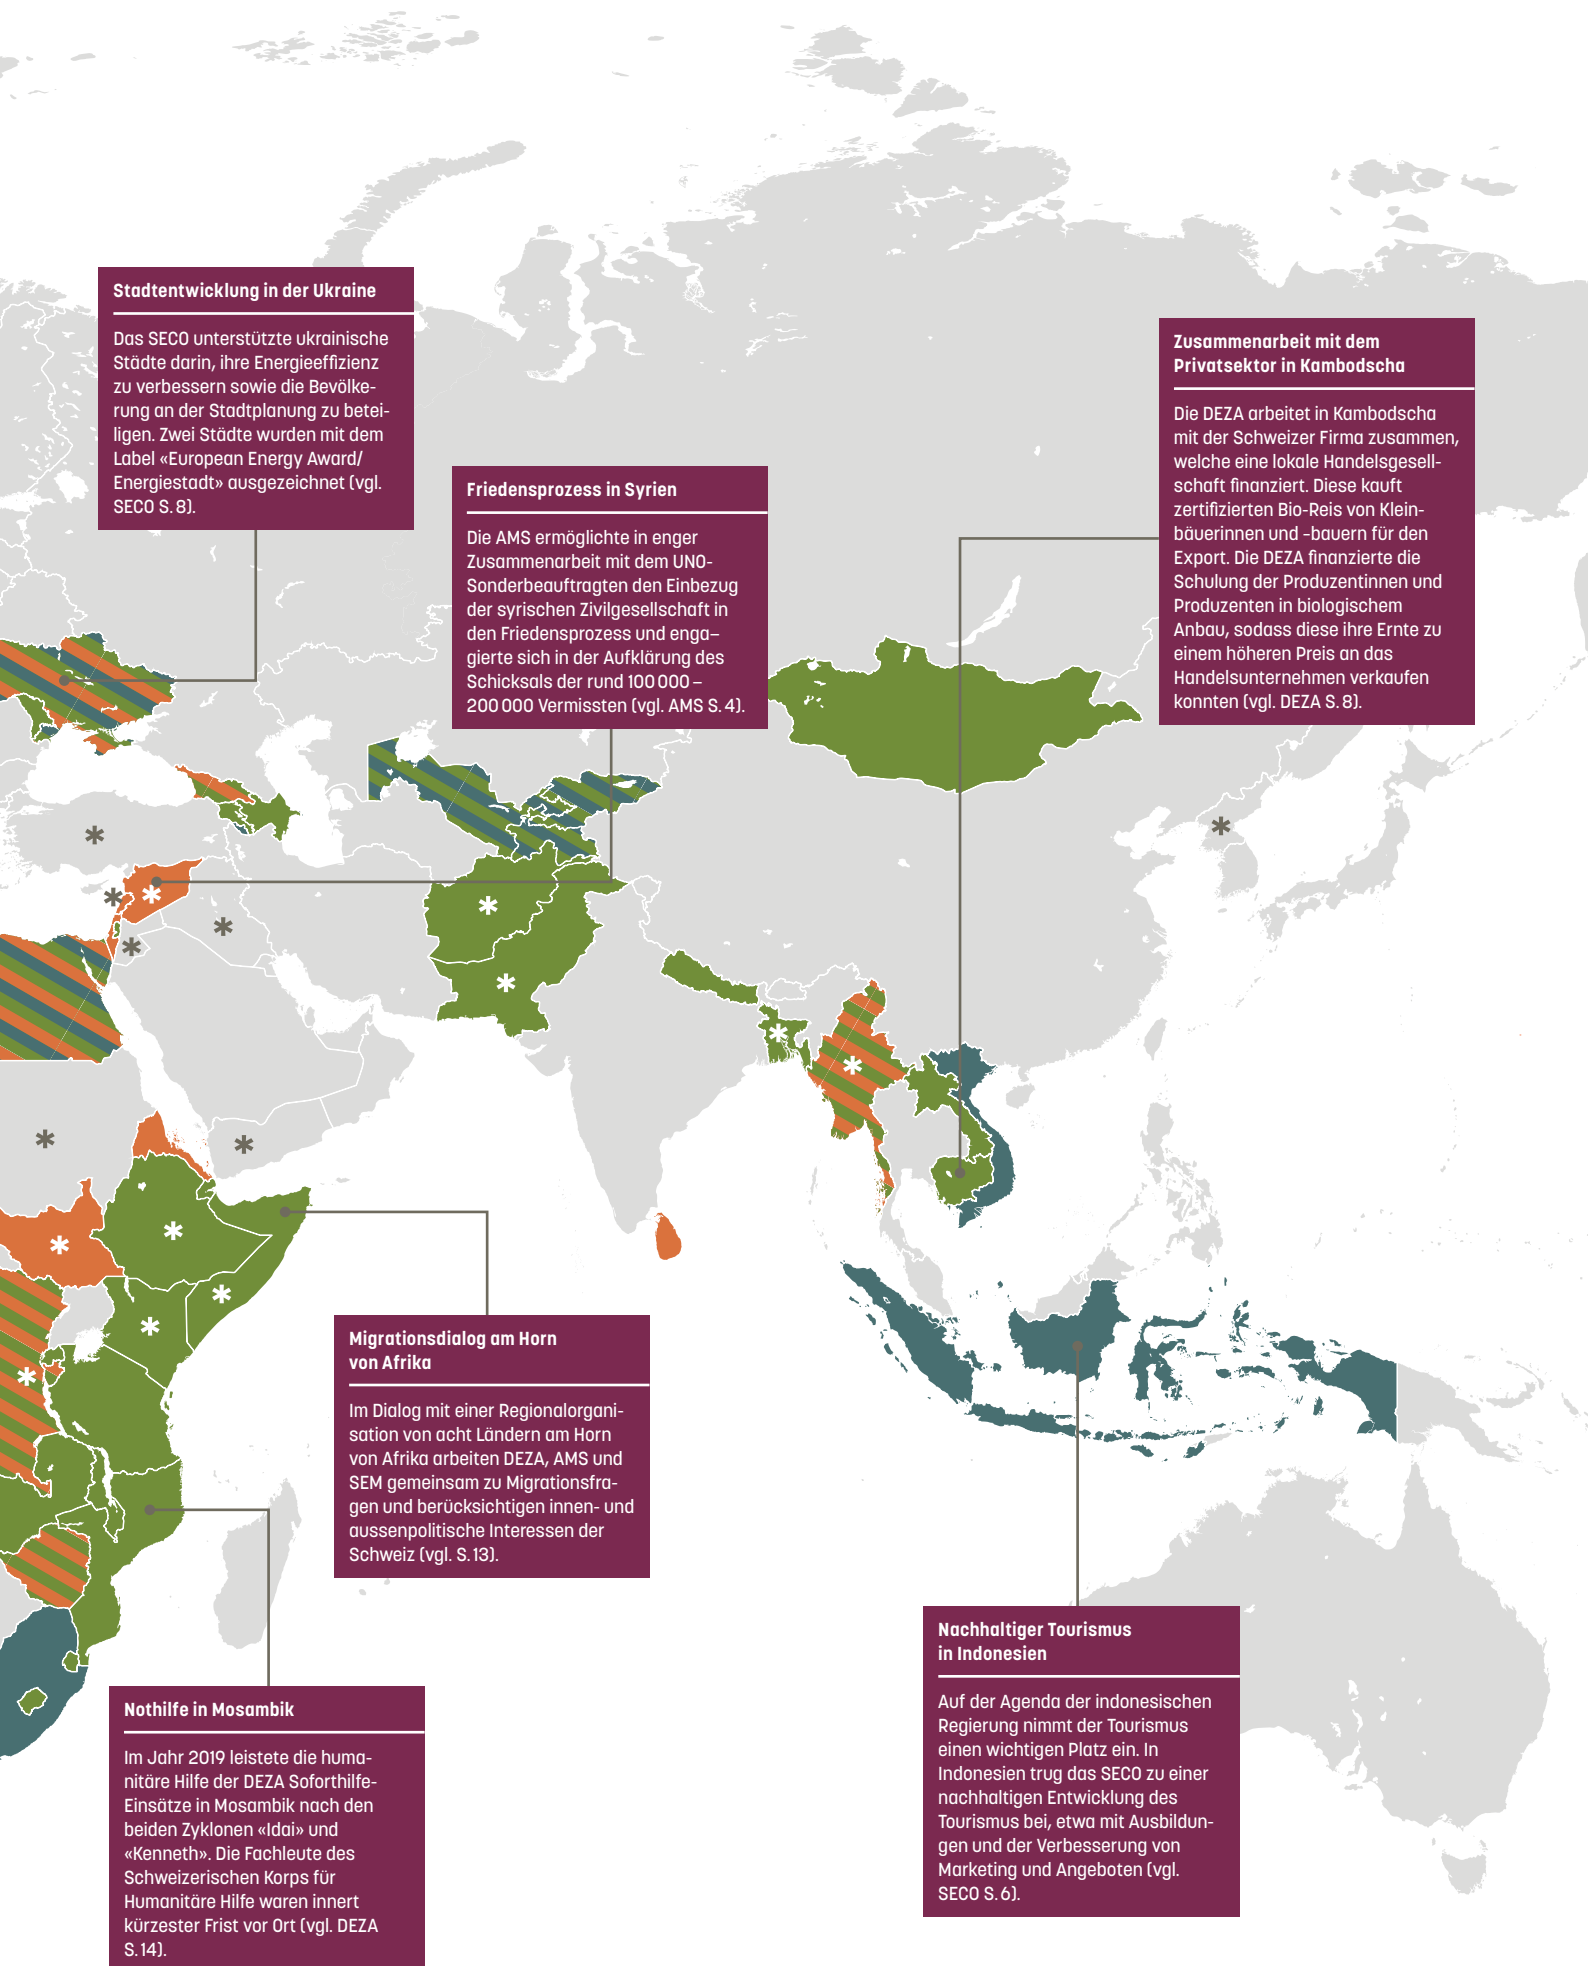 Stadtentwicklung in der Ukraine
Das SECO unterstützte ukrainische
Städte darin, ihre Energieeffizienz
zu verbessern sowie die Bevölke-
rung an der Stadtplanung zu betei-
ligen. Zwei Städte wurden mit dem
Label «European Energy Award/
Energiestadt» ausgezeichnet (vgl.
SECO S. 8).
Friedensprozess in Syrien
Die AMS ermöglichte in enger
Zusammenarbeit mit dem UNO-
Sonderbeauftragten den Einbezug
der syrischen Zivilgesellschaft in
den Friedensprozess und enga–
gierte sich in der Aufklärung des
Schicksals der rund 100 000 –
200 000 Vermissten (vgl. AMS S. 4).
Zusammenarbeit mit dem
Privatsektor in Kambodscha
Die DEZA arbeitet in Kambodscha
mit der Schweizer Firma zusammen,
welche eine lokale Handelsgesell-
schaft finanziert. Diese kauft
zertifizierten Bio-Reis von Klein-
bäuerinnen und -bauern für den
Export. Die DEZA finanzierte die
Schulung der Produzentinnen und
Produzenten in biologischem
Anbau, sodass diese ihre Ernte zu
einem höheren Preis an das
Handelsunternehmen verkaufen
konnten (vgl. DEZA S. 8).
Migrationsdialog am Horn
von Afrika
Im Dialog mit einer Regionalorgani-
sation von acht Ländern am Horn
von Afrika arbeiten DEZA, AMS und
SEM gemeinsam zu Migrationsfra-
gen und berücksichtigen innen- und
aussenpolitische Interessen der
Schweiz (vgl. S. 13).
Nothilfe in Mosambik
Im Jahr 2019 leistete die huma-
nitäre Hilfe der DEZA Soforthilfe-
Einsätze in Mosambik nach den
beiden Zyklonen «Idai» und
«Kenneth». Die Fachleute des
Schweizerischen Korps für
Humanitäre Hilfe waren innert
kürzester Frist vor Ort (vgl. DEZA
S. 14).
Nachhaltiger Tourismus
in Indonesien
Auf der Agenda der indonesischen
Regierung nimmt der Tourismus
einen wichtigen Platz ein. In
Indonesien trug das SECO zu einer
nachhaltigen Entwicklung des
Tourismus bei, etwa mit Ausbildun-
gen und der Verbesserung von
Marketing und Angeboten (vgl.
SECO S. 6).